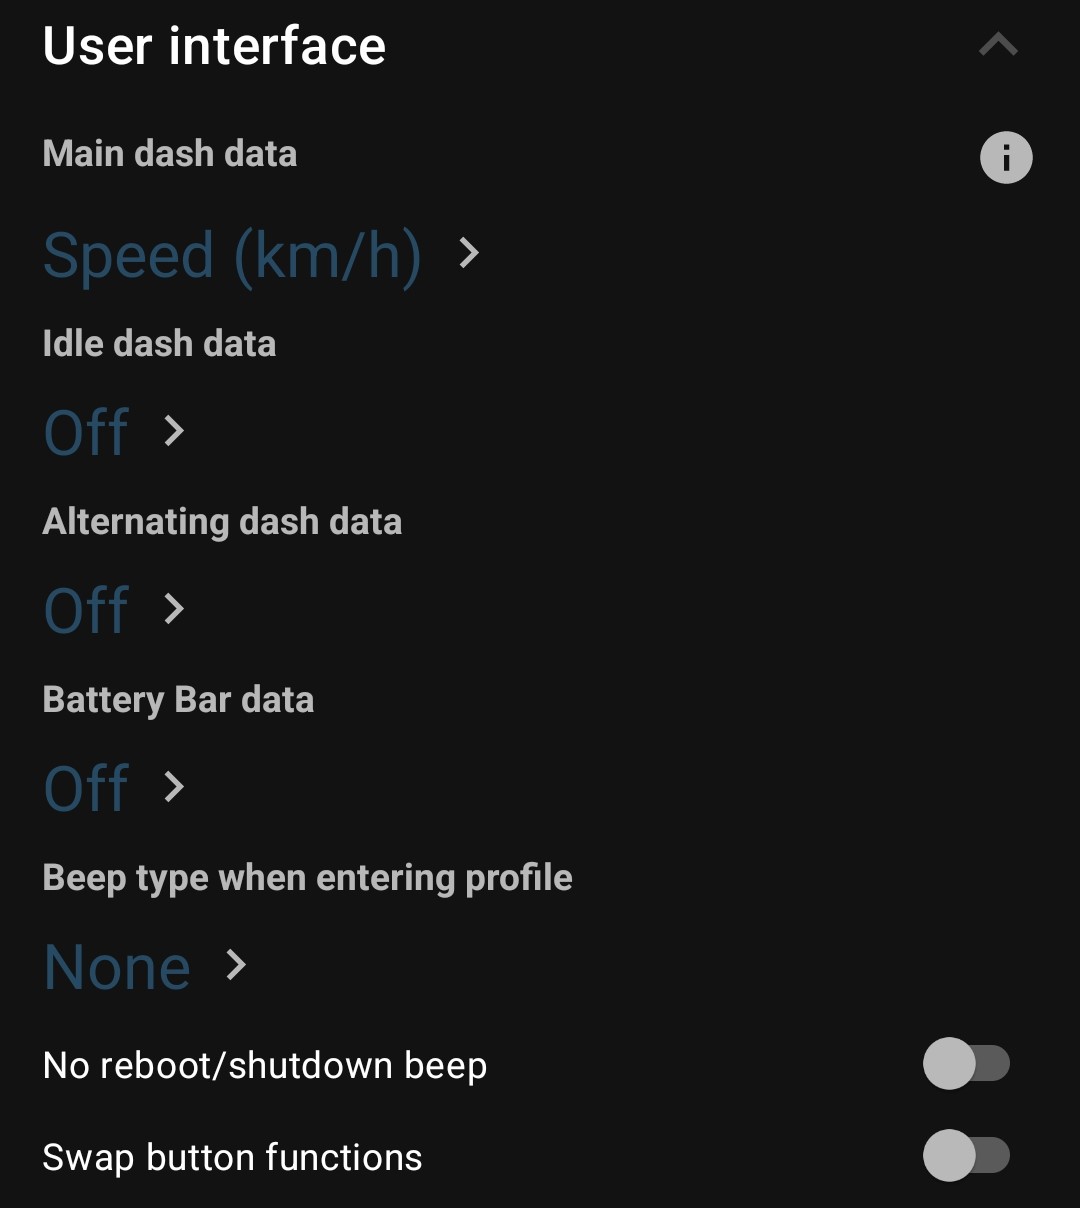 User interface
Main dash data
Speed (km/h)
Idle dash data
Off
Alternating dash data
Off
Battery Bar data
Off
Beep type when entering profile
None
No reboot/shutdown beep
Swap button functions